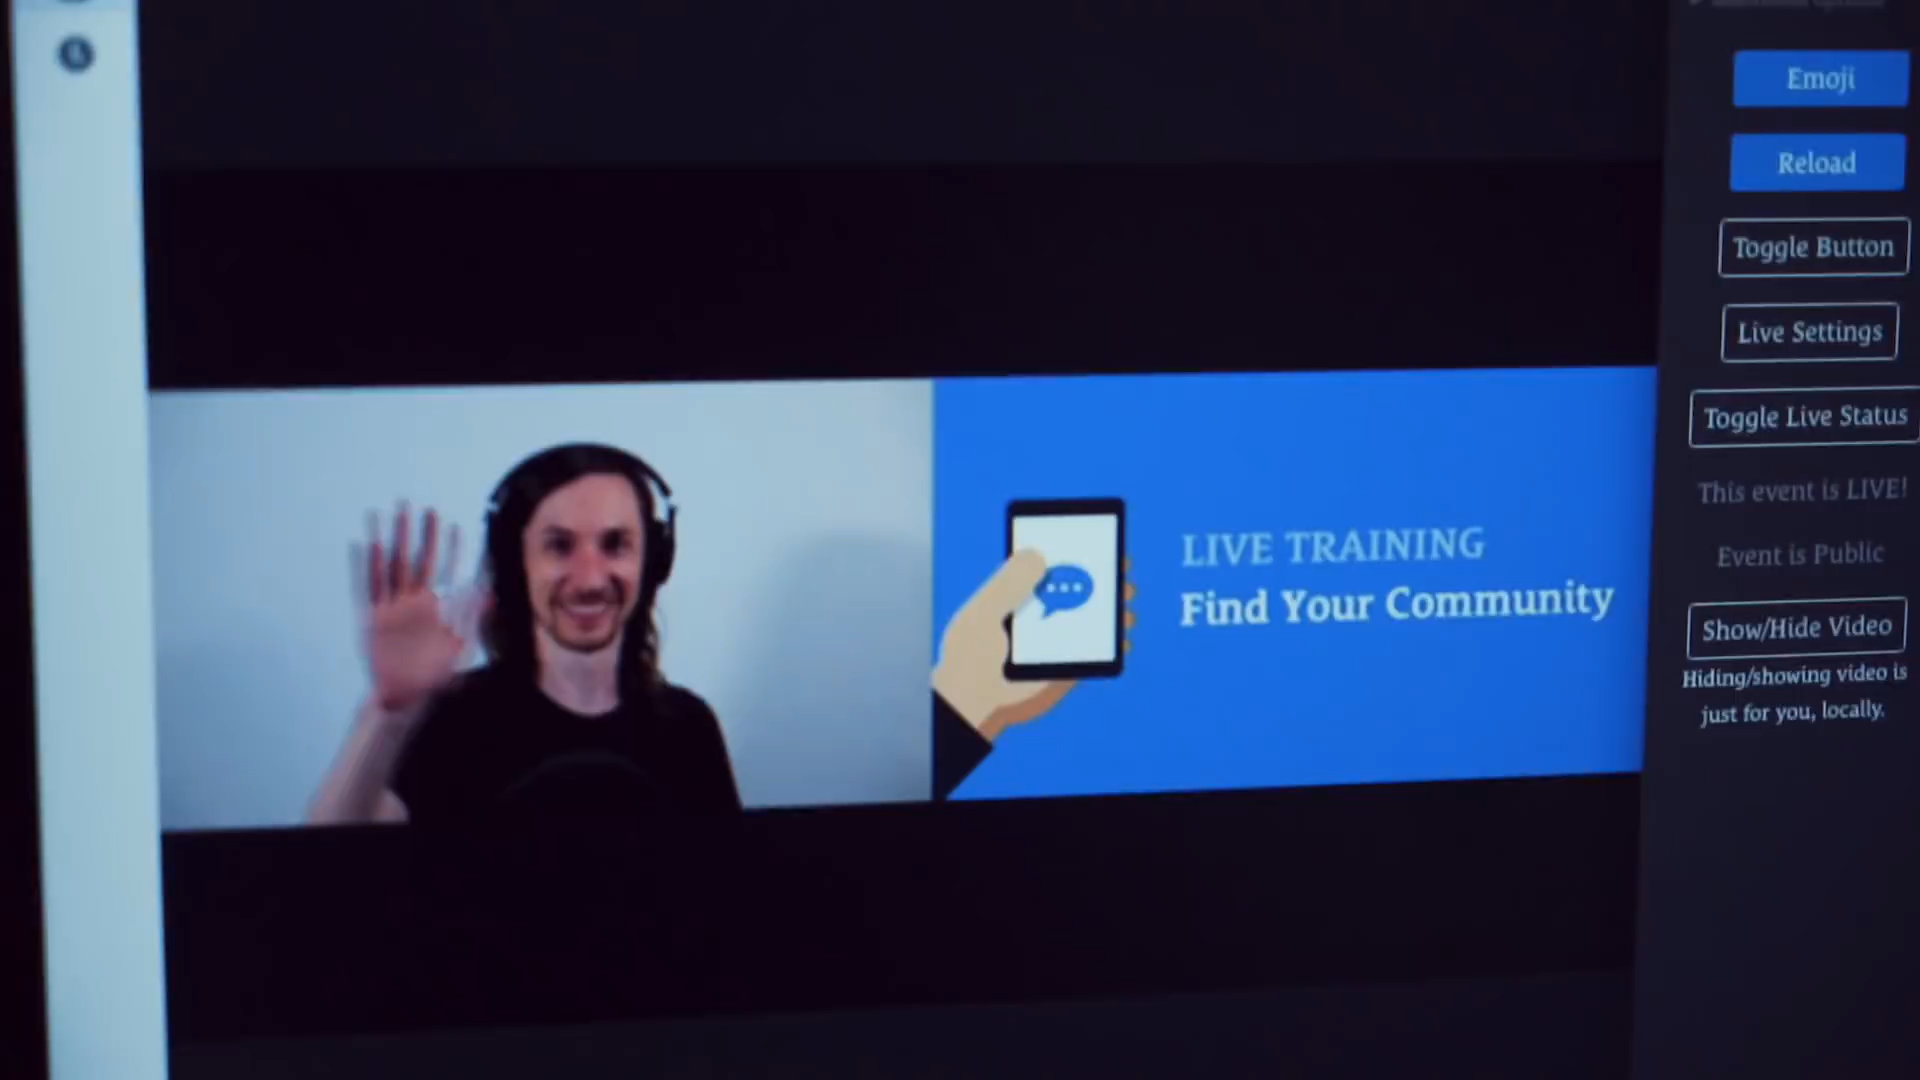 Emoji
Reload
Toggle Button
Live Settings
Toggle Live Status
This event is LIVE!
Event is Public
Show/Hide Video
Hiding/showing video is
just for you, locally.
LIVE TRAINING
Find Your Community